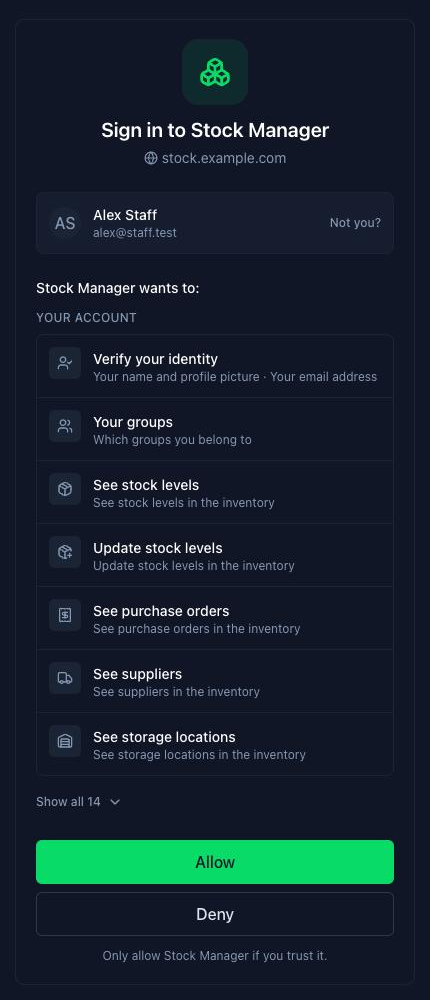 Sign in to Stock Manager
stock.example.com
AS
Alex Staff
alex@staff.test
Not you?
Stock Manager wants to:
YOUR ACCOUNT
Verify your identity
Your name and profile picture · Your email address
Your groups
Which groups you belong to
See stock levels
See stock levels in the inventory
Update stock levels
Update stock levels in the inventory
See purchase orders
See purchase orders in the inventory
See suppliers
See suppliers in the inventory
See storage locations
See storage locations in the inventory
Show all 14
Allow
Deny
Only allow Stock Manager if you trust it.